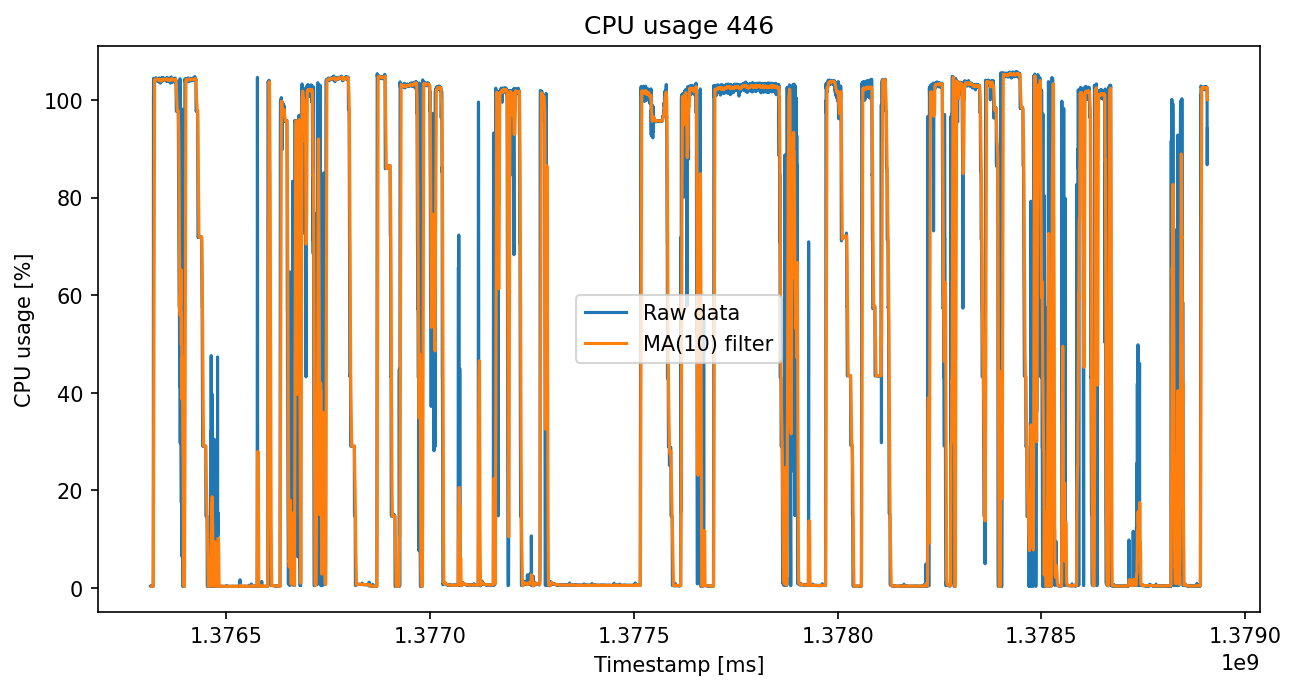 CPU usage 446
CPU usage [%]
100
80
60
40
20
0
Raw data
MA(10) filter
1.3765 1.3770 1.3775 1.3780 1.3785 1.3790
1e9
Timestamp [ms]